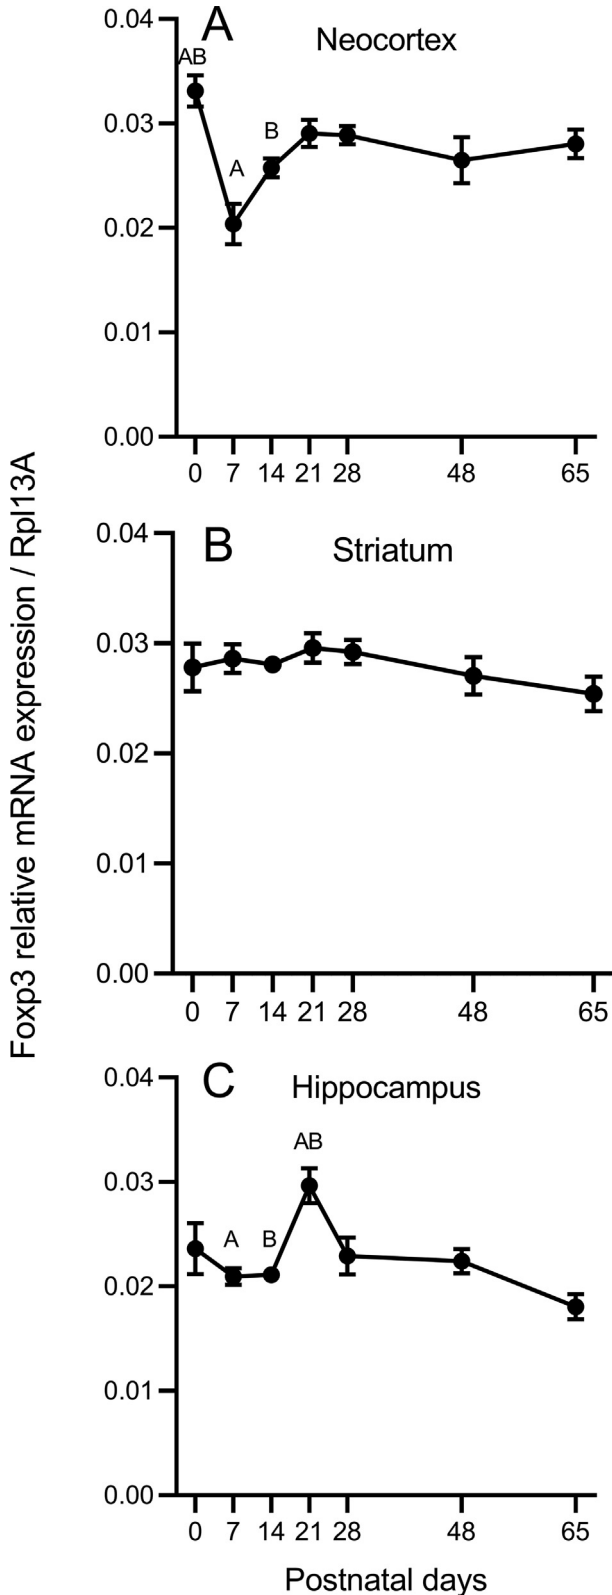 Foxp3 relative mRNA expression / Rpl13A
A
Neocortex
0.04
0.03
0.02
0.01
0.00
AB
A
B
0 7 14 21 28 48 65
B
Striatum
0.04
0.03
0.02
0.01
0.00
0 7 14 21 28 48 65
C
Hippocampus
0.04
0.03
0.02
0.01
0.00
A
B
AB
0 7 14 21 28 48 65
Postnatal days